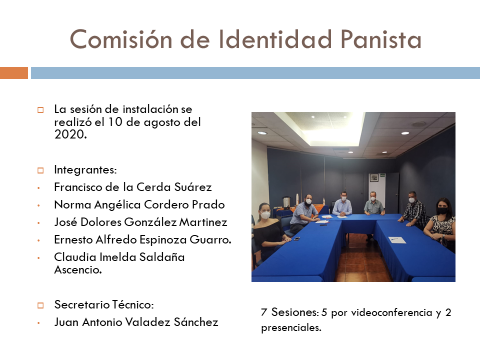 Comisión de Identidad Panista
La sesión de instalación se
realizó el 10 de agosto del
2020.
Integrantes:
Francisco de la Cerda Suárez
Norma Angélica Cordero Prado
José Dolores González Martinez
Ernesto Alfredo Espinoza Guarro.
Claudia Imelda Saldaña
Ascencio.
Secretario Técnico:
Juan Antonio Valadez Sánchez
7 Sesiones: 5 por videoconferencia y 2
presenciales.